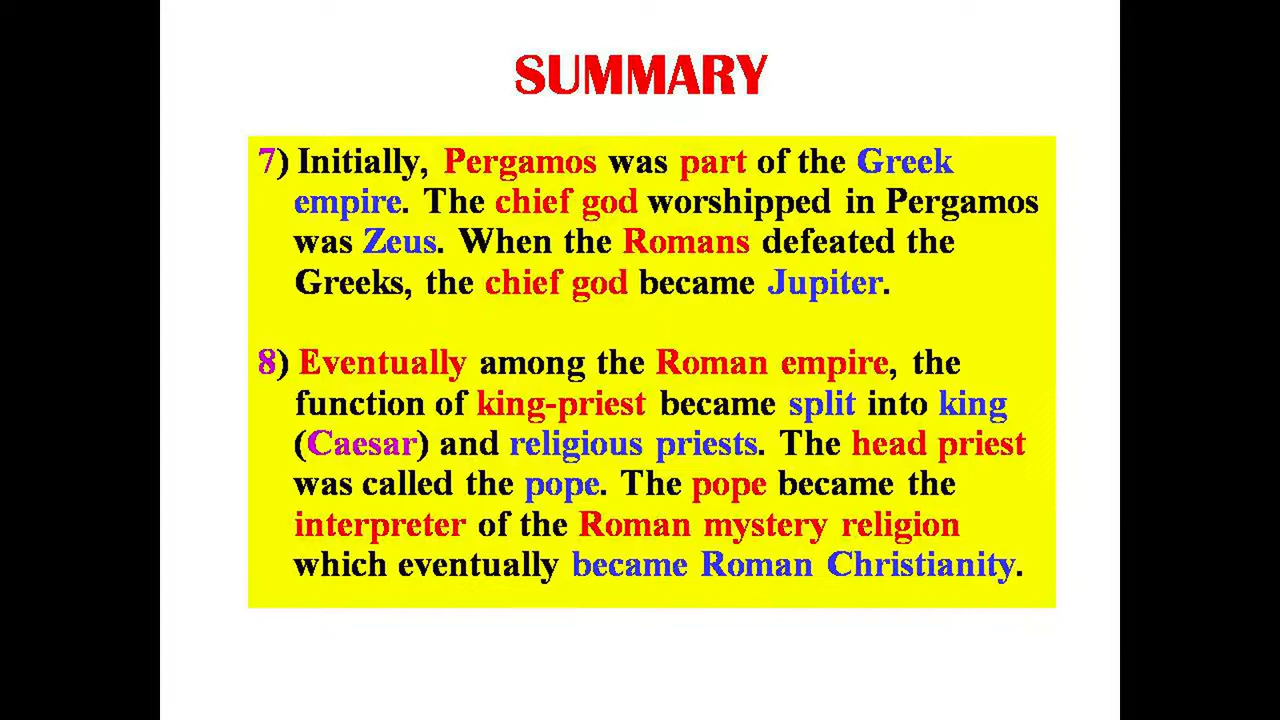 SUMMARY
7) Initially, Pergamos was part of the Greek
empire. The chief god worshipped in Pergamos
was Zeus. When the Romans defeated the
Greeks, the chief god became Jupiter.
8) Eventually among the Roman empire, the
function of king-priest became split into king
(Caesar) and religious priests. The head priest
was called the pope. The pope became the
interpreter of the Roman mystery religion
which eventually became Roman Christianity.